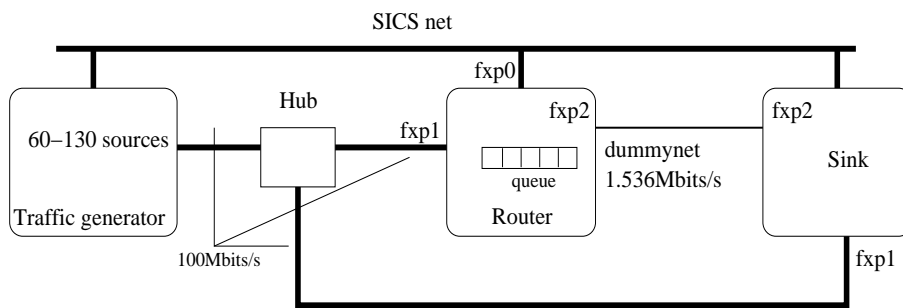 SICS net
fxp0
Hub
fxp2
fxp2
60–130 sources
fxp1
dummynet
Sink
1.536Mbits/s
queue
Traffic generator
Router
100Mbits/s
fxp1